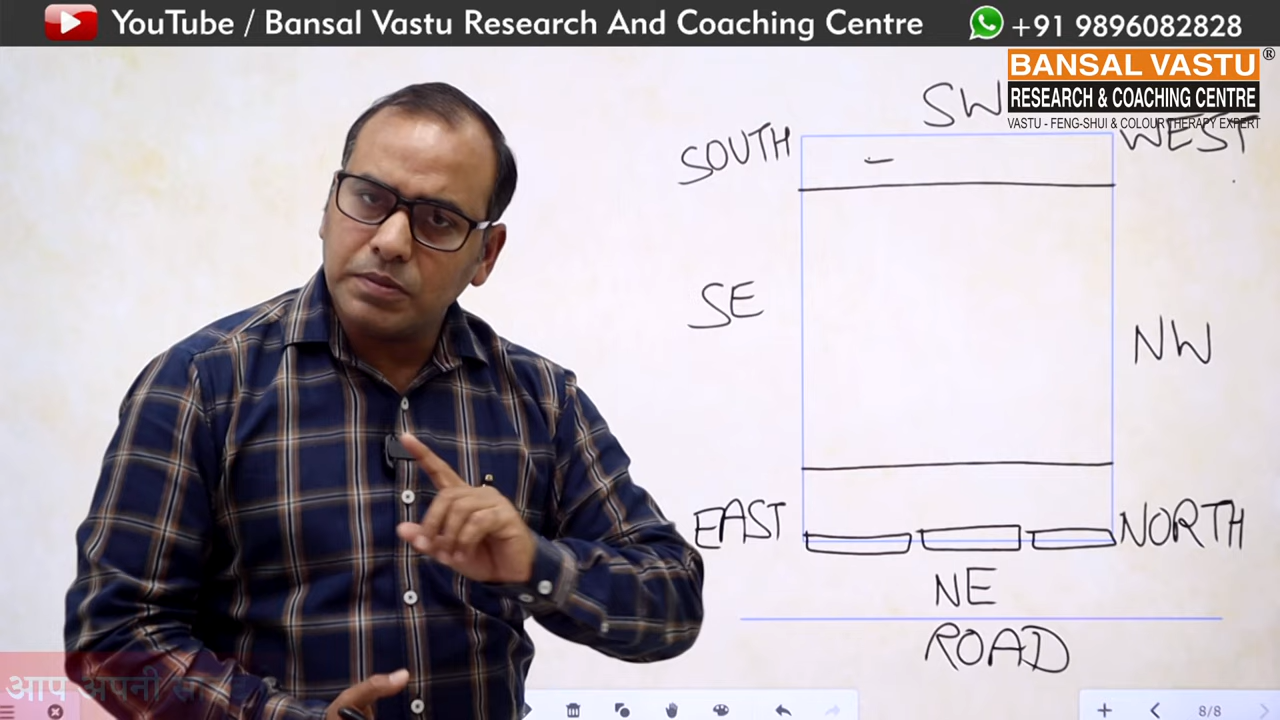 YouTube / Bansal Vastu Research And Coaching Centre
+91 9896082828
BANSAL VASTU®
RESEARCH & COACHING CENTRE
VASTU - FENG-SHUI & COLOUR THERAPY EXPERT
SW
SOUTH
WEST
SE
NW
EAST
NORTH
NE
ROAD
आप अपनी
8/8